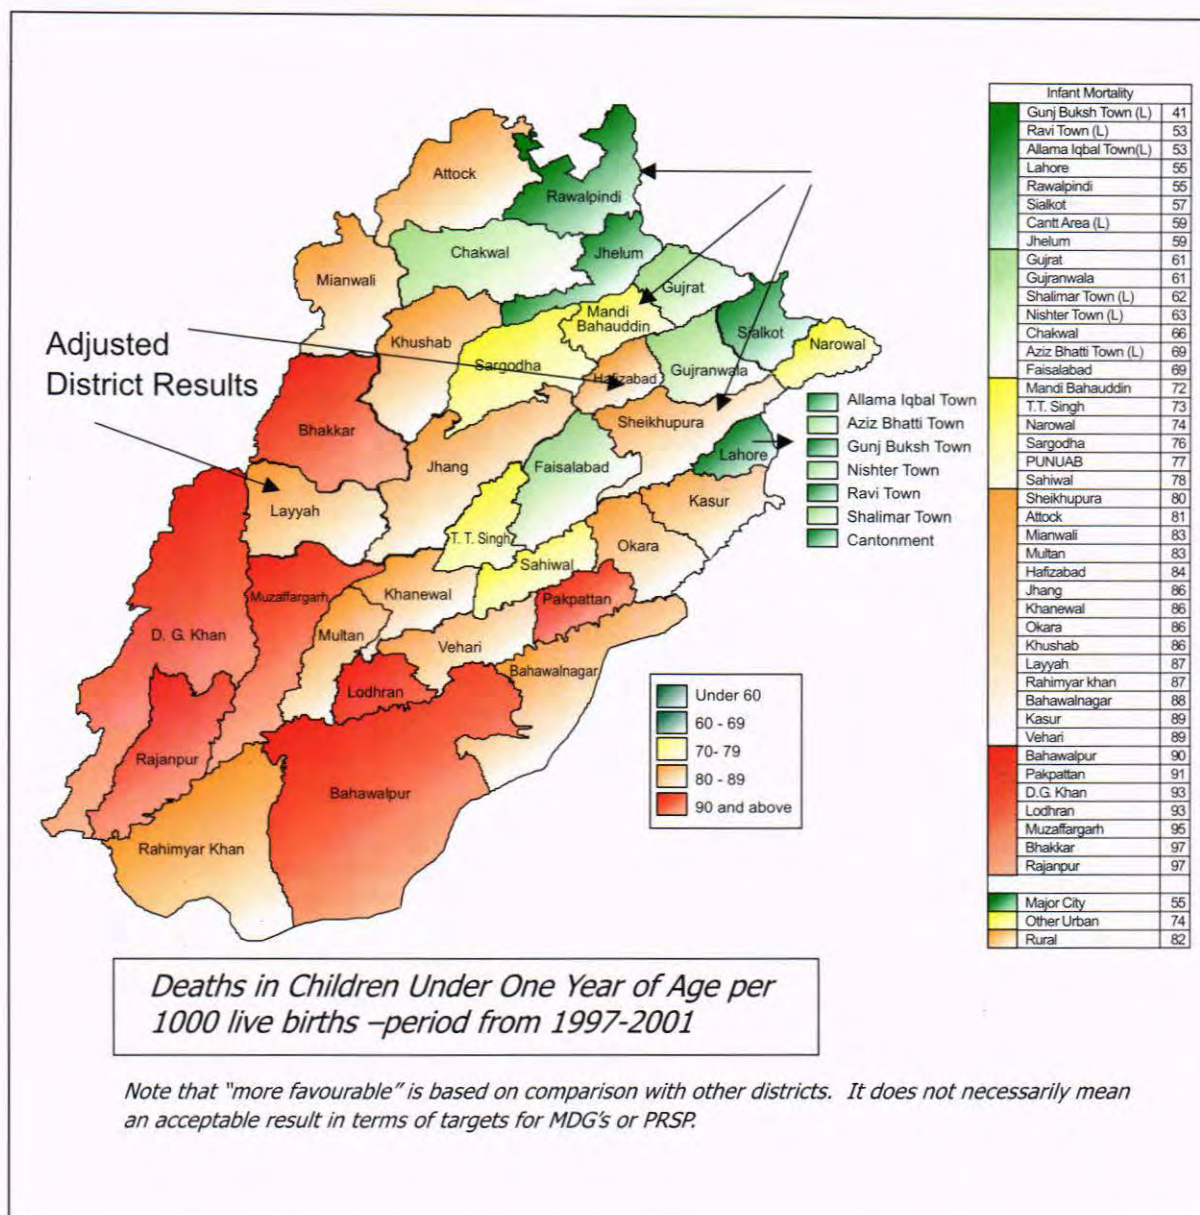 Attock
Rawalpindi
Chakwal
Jhelum
Mianwali
Gujrat
Mandi
Bahauddin
Khushab
Sialkot
Narowal
Sargodha
Gujranwala
Hafizabad
Adjusted
District Results
Bhakkar
Sheikhupura
Lahore
Jhang
Faisalabad
Kasur
Layyah
T. T. Singh
Okara
Sahiwal
Muzaffargarh
Khanewal
Pakpattan
D. G. Khan
Multan
Vehari
Bahawalnagar
Lodhran
Rajanpur
Bahawalpur
Rahimyar Khan
Allama Iqbal Town
Aziz Bhatti Town
Gunj Buksh Town
Nishter Town
Ravi Town
Shalimar Town
Cantonment
Under 60
60 - 69
70- 79
80 - 89
90 and above
Infant Mortality
Gunj Buksh Town (L) 41
Ravi Town (L) 53
Allama Iqbal Town(L) 53
Lahore 55
Rawalpindi 55
Sialkot 57
Cantt Area (L) 59
Jhelum 59
Gujrat 61
Gujranwala 61
Shalimar Town (L) 62
Nishter Town (L) 63
Chakwal 66
Aziz Bhatti Town (L) 69
Faisalabad 69
Mandi Bahauddin 72
T.T. Singh 73
Narowal 74
Sargodha 76
PUNUAB 77
Sahiwal 78
Sheikhupura 80
Attock 81
Mianwali 83
Multan 83
Hafizabad 84
Jhang 86
Khanewal 86
Okara 86
Khushab 86
Layyah 87
Rahimyar khan 87
Bahawalnagar 88
Kasur 89
Vehari 89
Bahawalpur 90
Pakpattan 91
D.G. Khan 93
Lodhran 93
Muzaffargarh 95
Bhakkar 97
Rajanpur 97
Major City 55
Other Urban 74
Rural 82
Deaths in Children Under One Year of Age per
1000 live births –period from 1997-2001
Note that "more favourable" is based on comparison with other districts. It does not necessarily mean
an acceptable result in terms of targets for MDG's or PRSP.